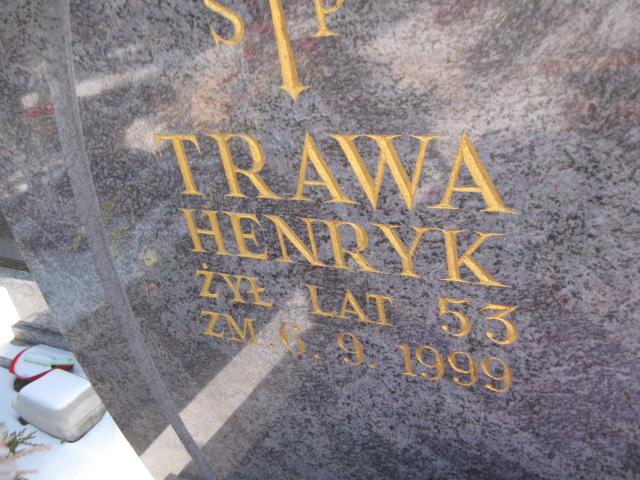 S P
TRAWA
HENRYK
ŻYŁ LAT 53
ZM. 6. 9. 1999